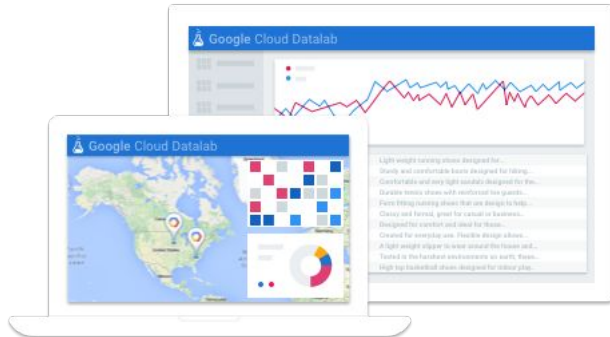 Google Cloud Datalab
Light weight running shoes designed for...
Sturdy and comfortable boots designed for hiking...
Comfortable and very light sandals designed for the...
Durable tennis shoes with reinforced toe guards...
Form fitting running shoes that are design to help...
Classy and formal, great for casual or business...
Designed for comfort and ideal for those...
Created for everyday use. Flexible design allows...
A light weight slipper to wear around the house and...
Tested in the harshest environments on earth, these...
High top basketball shoes designed for indoor play...
Google Cloud Datalab
United States